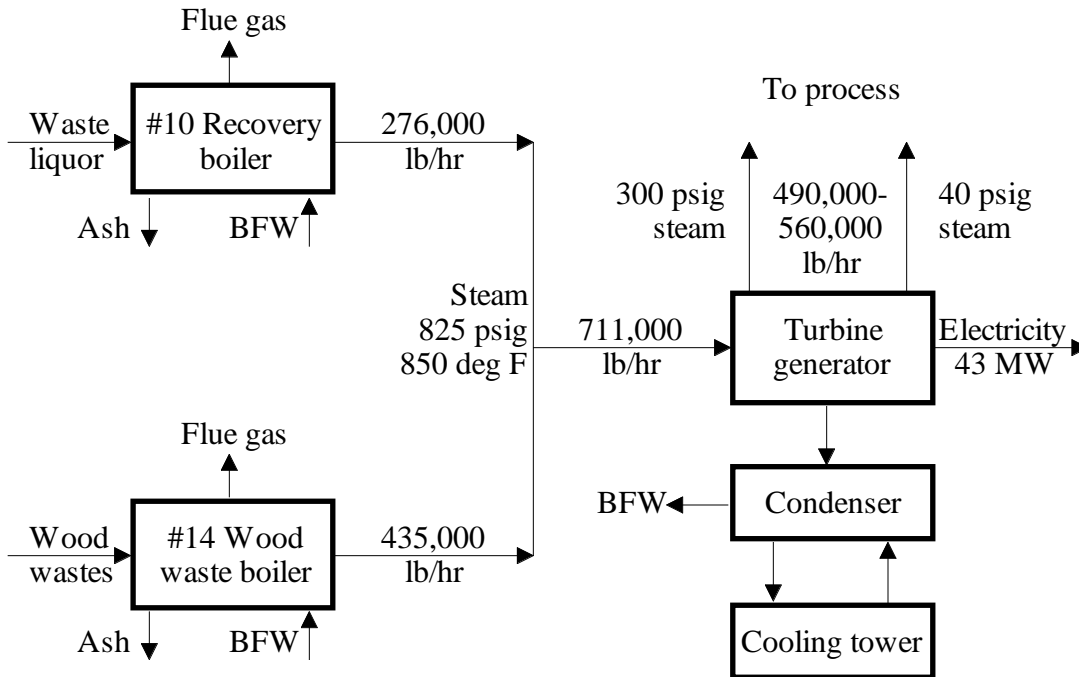 Flue gas
Waste
liquor
#10 Recovery
boiler
276,000
lb/hr
Ash
BFW
To process
300 psig
steam
490,000-
560,000
lb/hr
40 psig
steam
Steam
825 psig
850 deg F
711,000
lb/hr
Turbine
generator
Electricity
43 MW
Flue gas
Wood
wastes
#14 Wood
waste boiler
435,000
lb/hr
Ash
BFW
BFW
Condenser
Cooling tower